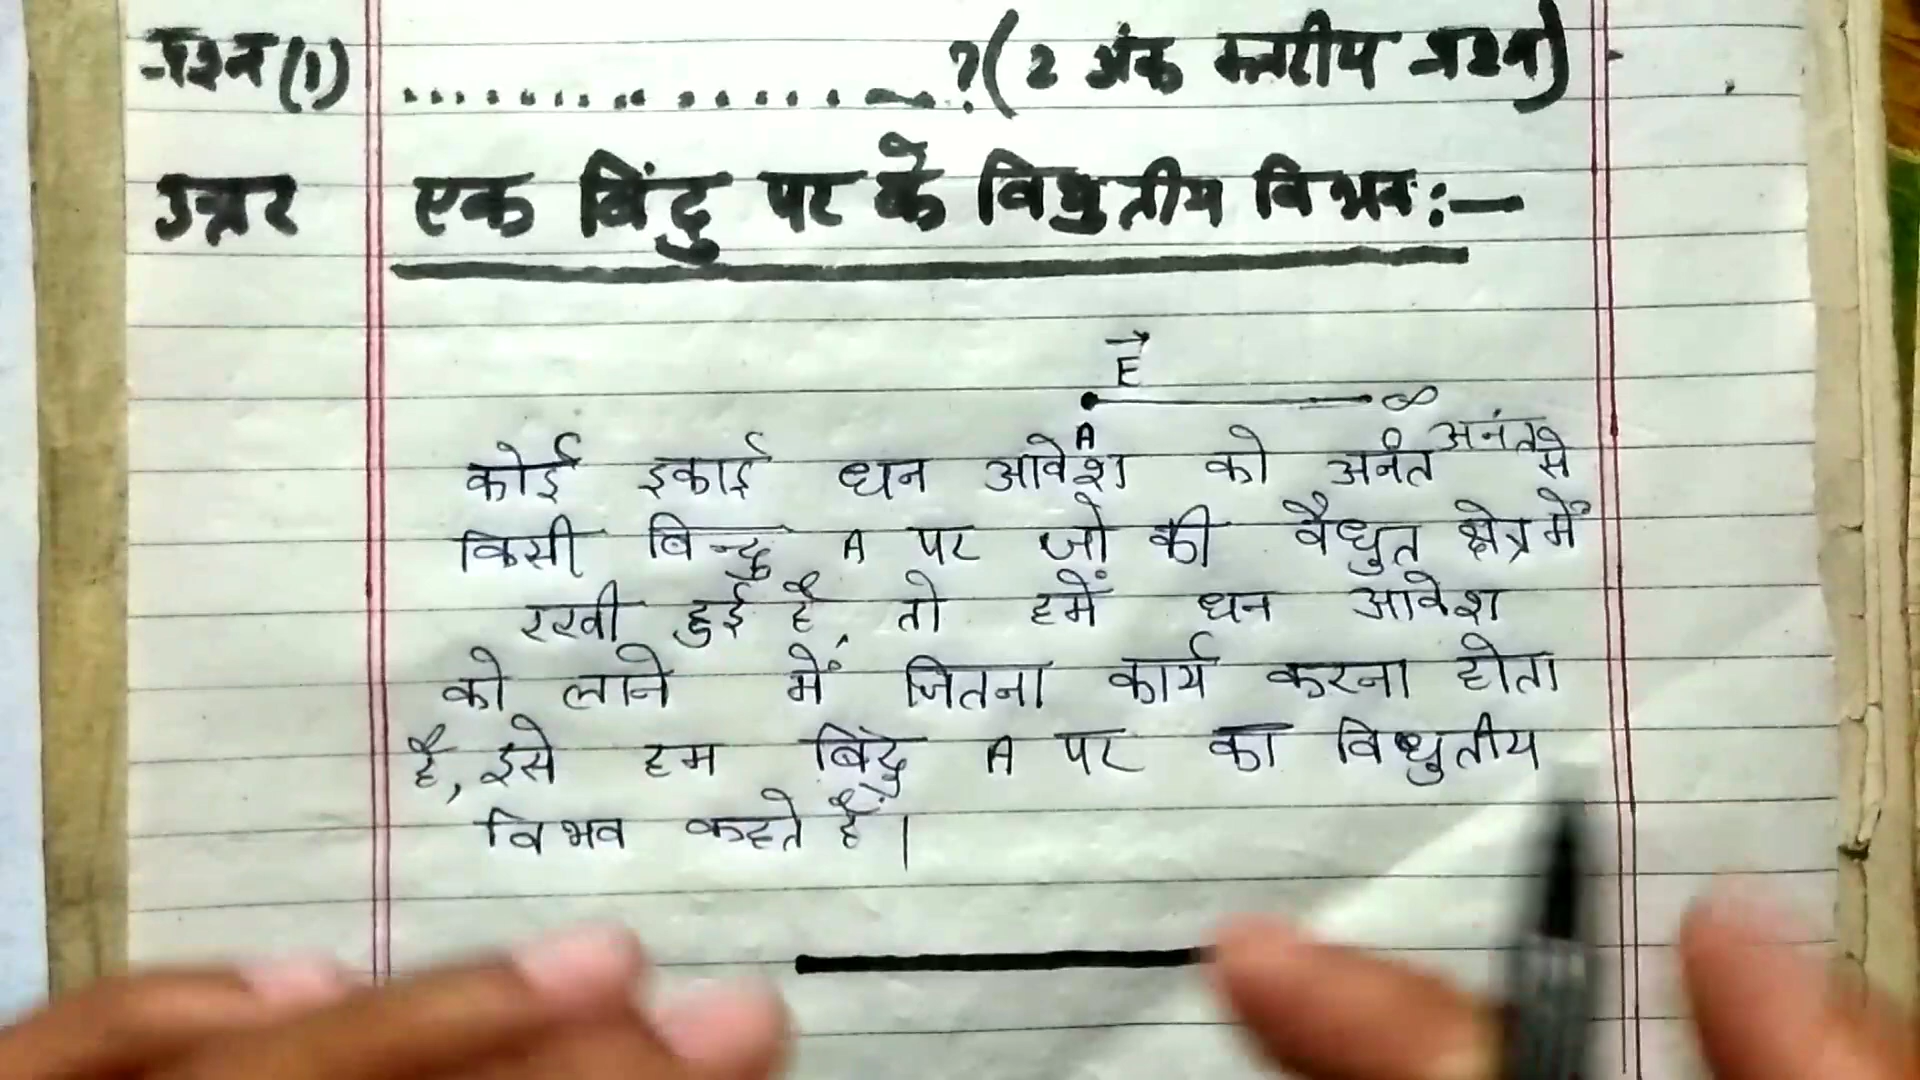 प्रश्न (1) ..................? (2 अंक स्तरीय प्रश्न)
उत्तर एक बिंदु पर के विधुतीय विभव:-
E
∞
A अनंत
कोई इकाई धन आवेश को अनंत से
किसी बिन्दु A पर जो की वैधुत क्षेत्र में
रखी हुई है, तो हमें धन आवेश
को लाने में जितना कार्य करना होता
है, इसे हम बिंदु A पर का विधुतीय
विभव कहते हैं।